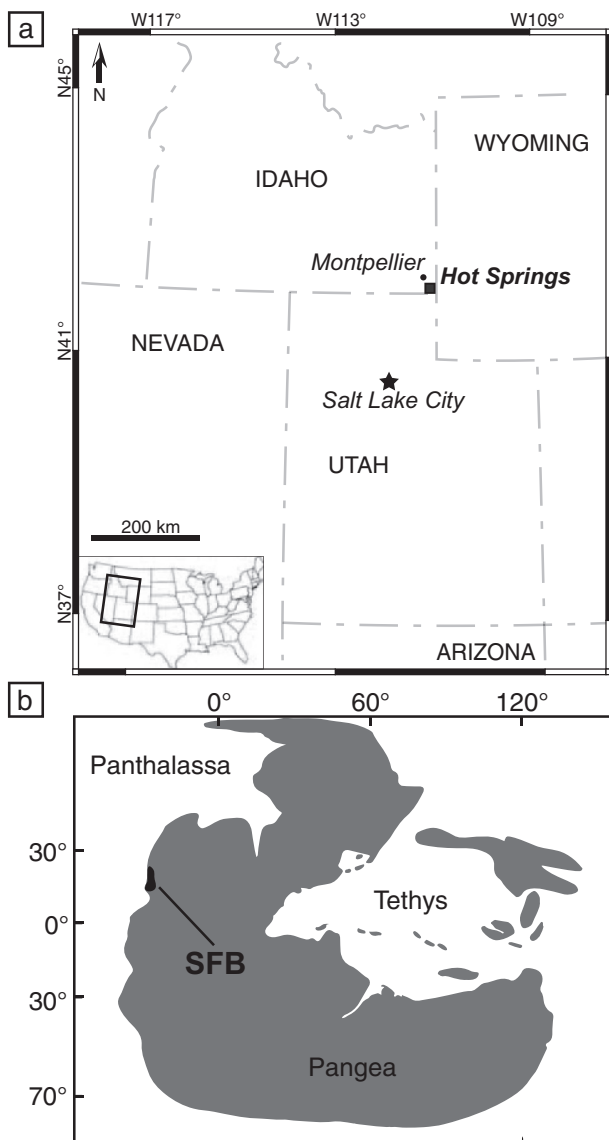 a
W117° W113° W109°
N45°
N
WYOMING
IDAHO
Montpellier
Hot Springs
N41°
NEVADA
Salt Lake City
UTAH
200 km
N37°
ARIZONA
b
0° 60° 120°
Panthalassa
30°
Tethys
0°
SFB
30°
Pangea
70°